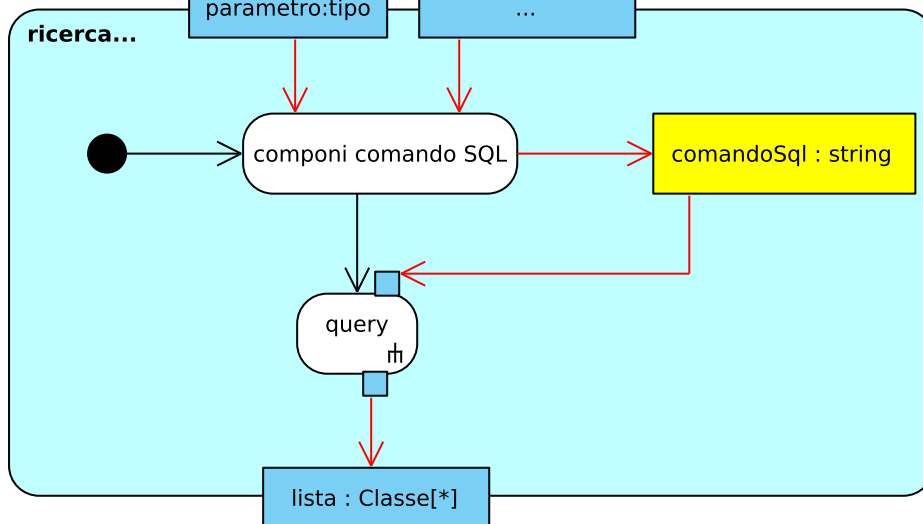 parametro:tipo
...
ricerca...
componi comando SQL
comandoSql : string
query
lista : Classe[*]